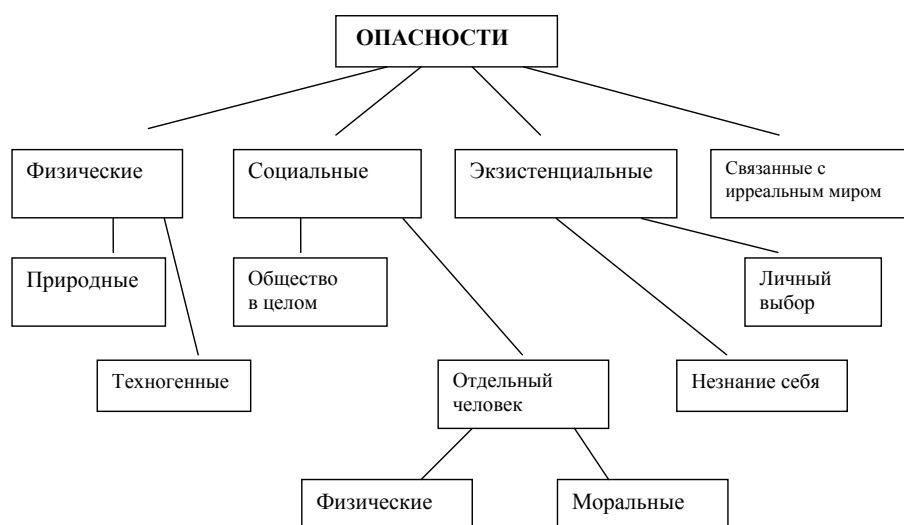 ОПАСНОСТИ
Физические
Социальные
Экзистенциальные
Связанные с
ирреальным миром
Природные
Общество
в целом
Личный
выбор
Техногенные
Отдельный
человек
Незнание себя
Физические
Моральные